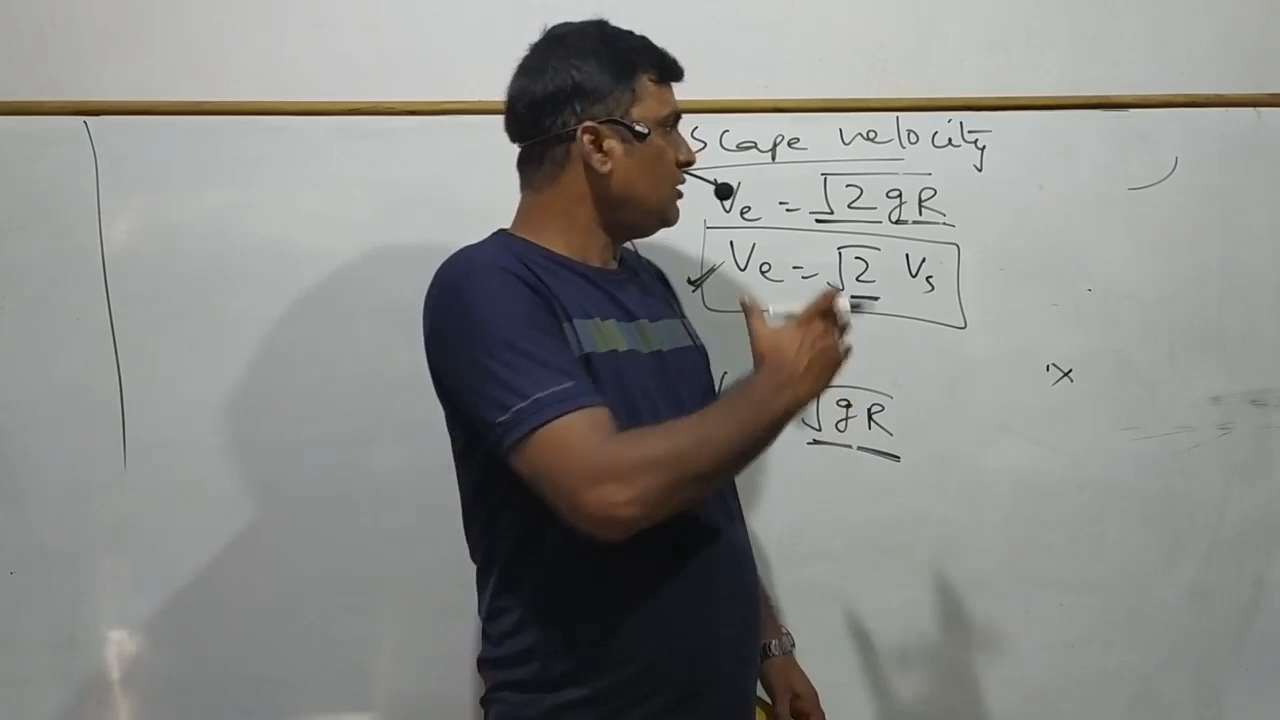 scape velocity
Ve = √2gR
Ve = √2 Vs
√gR